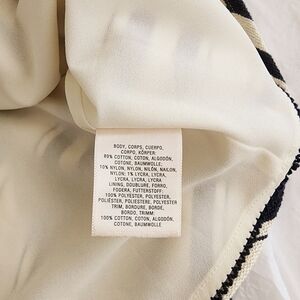 BODY, CORPS, CUERPO,
CORPO, KÖRPER:
89% COTTON, COTON, ALGODÓN,
COTONE, BAUMWOLLE;
10% NYLON, NYLON, NILÓN, NAILON,
NYLON; 1% LYCRA, LYCRA,
LYCRA, LYCRA, LYCRA
LINING, DOUBLURE, FORRO,
FODERA, FUTTERSTOFF:
100% POLYESTER, POLYESTER,
POLIÉSTER, POLIESTERE, POLYESTER
TRIM, BORDURE, BORDE,
BORDO, TRIMM:
100% COTTON, COTON, ALGODÓN,
COTONE, BAUMWOLLE